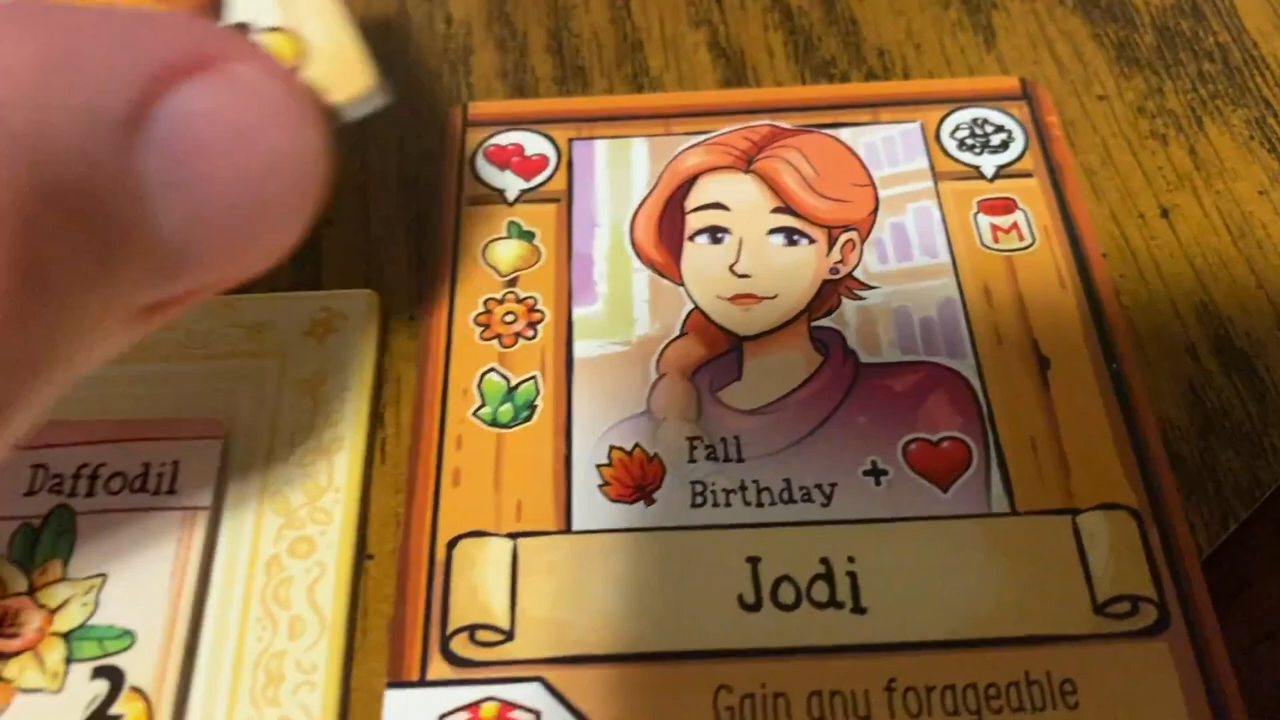 M
Fall
Birthday +
Jodi
Gain any forageable
Daffodil
2